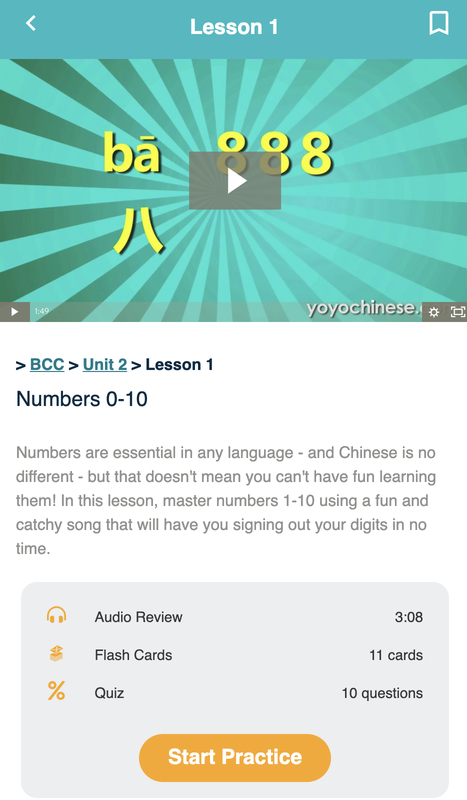 Lesson 1
bā 888
八
1:49
yoyochinese.
> BCC > Unit 2 > Lesson 1
Numbers 0-10
Numbers are essential in any language - and Chinese is no
different - but that doesn't mean you can't have fun learning
them! In this lesson, master numbers 1-10 using a fun and
catchy song that will have you signing out your digits in no
time.
Audio Review 3:08
Flash Cards 11 cards
Quiz 10 questions
Start Practice